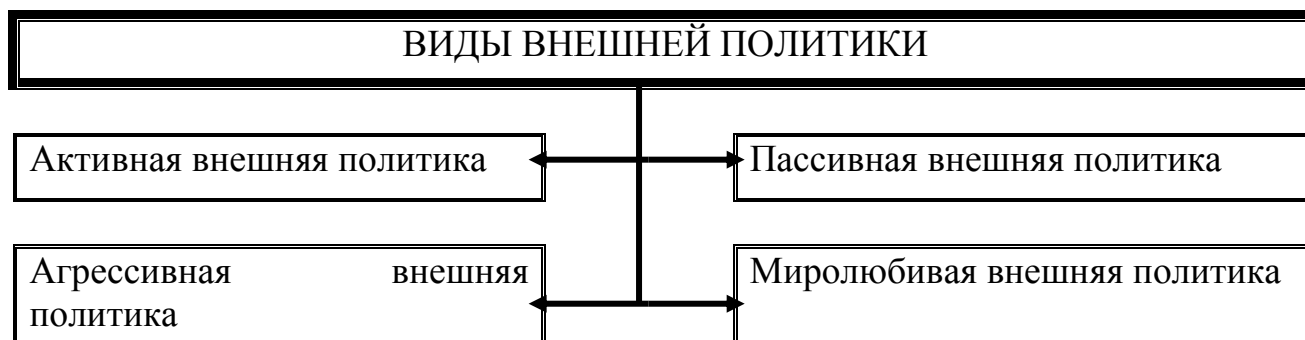 ВИДЫ ВНЕШНЕЙ ПОЛИТИКИ
Активная внешняя политика
Пассивная внешняя политика
Агрессивная внешняя
политика
Миролюбивая внешняя политика